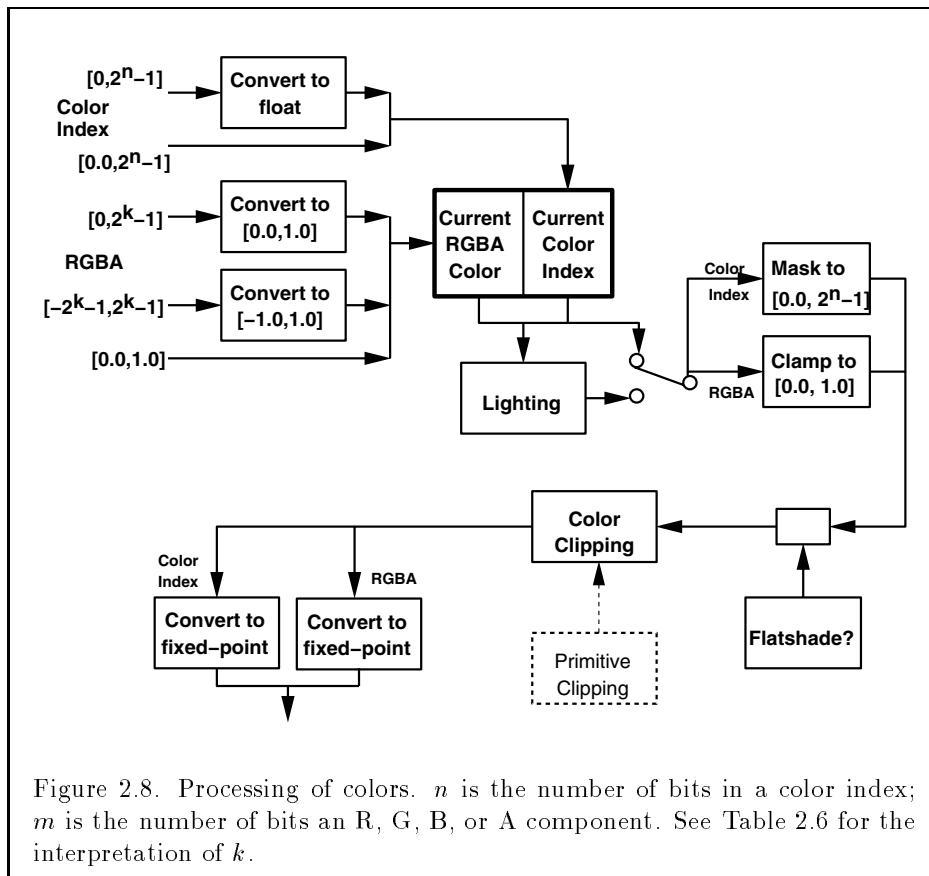 [0,2ⁿ−1]
Convert to
float
Color
Index
[0.0,2ⁿ−1]
[0,2ᵏ−1]
Convert to
[0.0,1.0]
RGBA
[−2ᵏ−1,2ᵏ−1]
Convert to
[−1.0,1.0]
[0.0,1.0]
Current
RGBA
Color
Current
Color
Index
Lighting
Color
Index
Mask to
[0.0, 2ⁿ−1]
RGBA
Clamp to
[0.0, 1.0]
Flatshade?
Color
Clipping
Primitive
Clipping
Color
Index
RGBA
Convert to
fixed−point
Convert to
fixed−point
Figure 2.8. Processing of colors. n is the number of bits in a color index;
m is the number of bits an R, G, B, or A component. See Table 2.6 for the
interpretation of k.